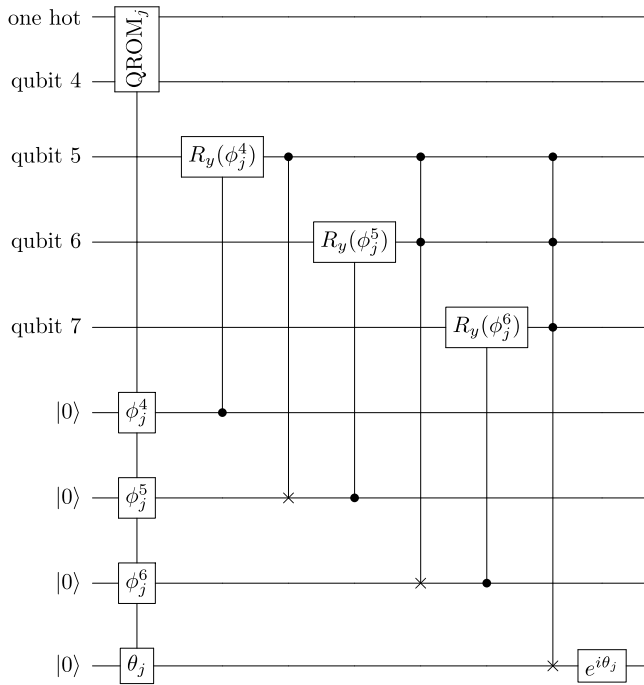 one hot
QROM_j
qubit 4
qubit 5 R_y(ϕ_j^4)
qubit 6 R_y(ϕ_j^5)
qubit 7 R_y(ϕ_j^6)
|0⟩ ϕ_j^4
|0⟩ ϕ_j^5
|0⟩ ϕ_j^6
|0⟩ θ_j e^{iθ_j}